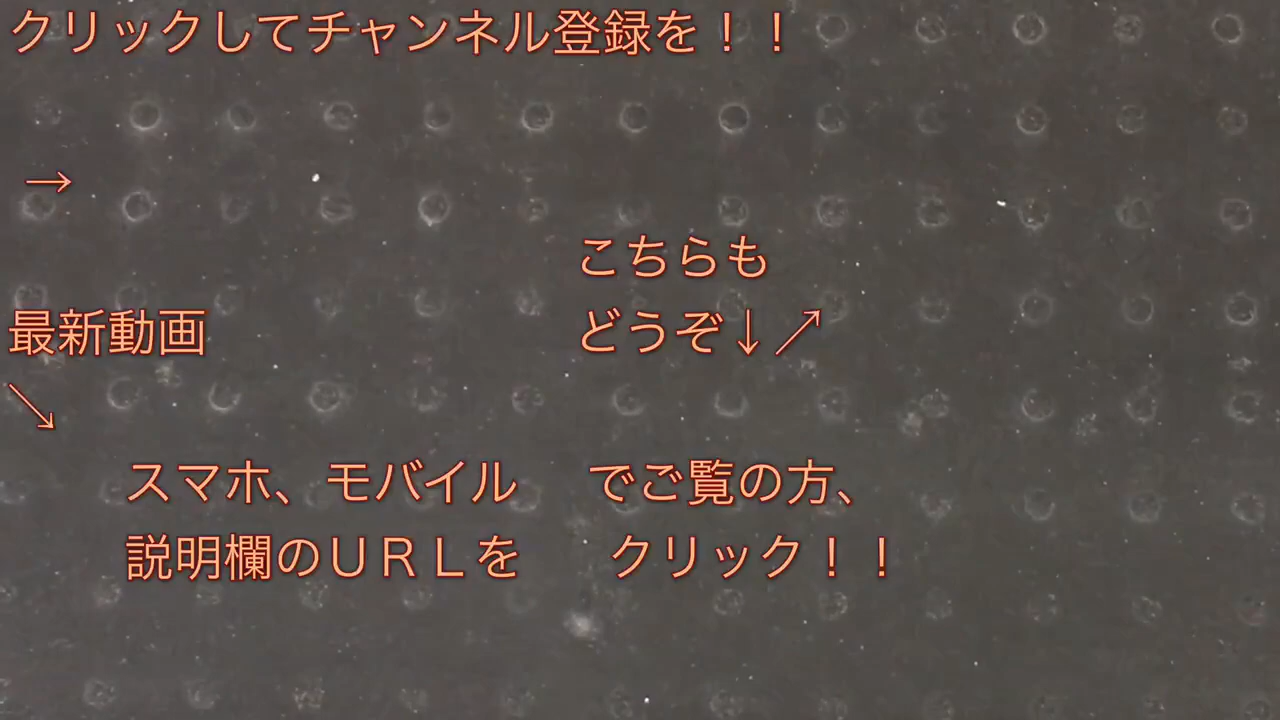 クリックしてチャンネル登録を！！
→
こちらも
どうぞ↓↗
最新動画
↘
スマホ、モバイル　でご覧の方、
説明欄のＵＲＬを　クリック！！